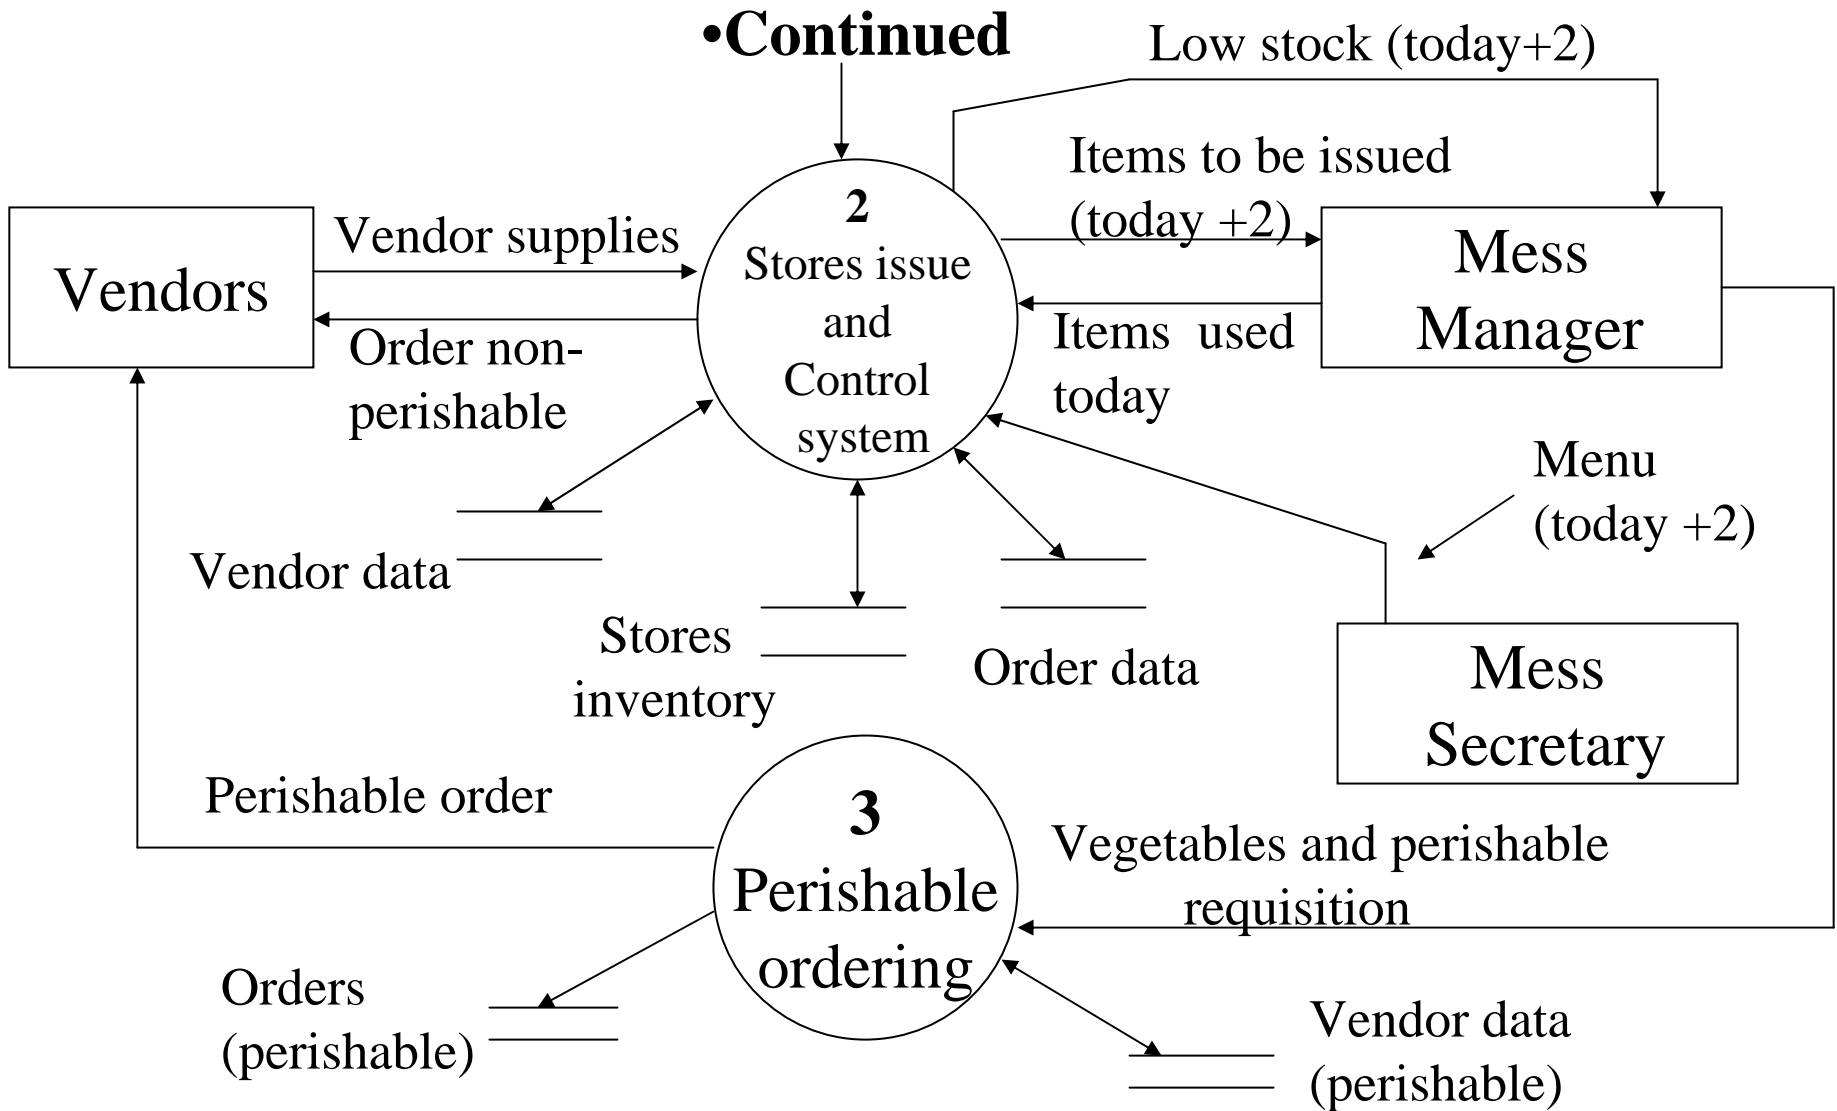 •Continued
Low stock (today+2)
Items to be issued
(today +2)
2
Stores issue
and
Control
system
Vendor supplies
Vendors
Order non-
perishable
Mess
Manager
Items used
today
Menu
(today +2)
Vendor data
Stores
inventory
Order data
Mess
Secretary
Perishable order
3
Perishable
ordering
Vegetables and perishable
requisition
Orders
(perishable)
Vendor data
(perishable)